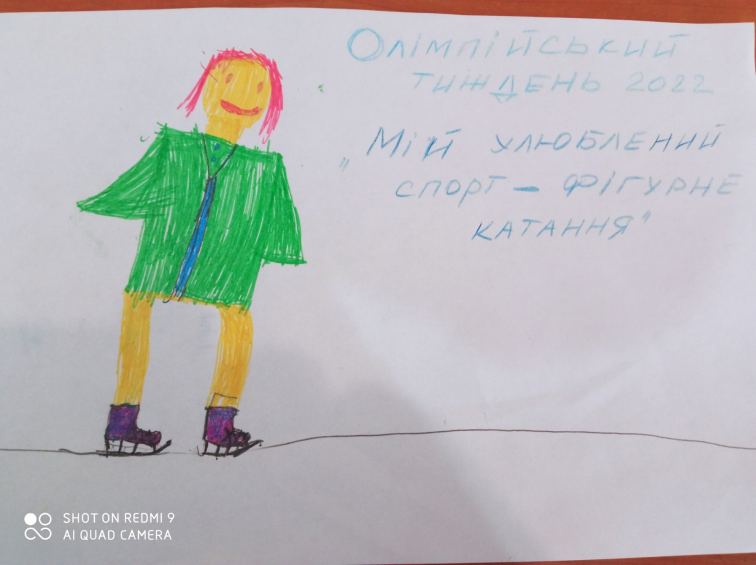 Олімпійський
тиждень 2022
„Мій улюблений
спорт – фігурне
катання"
SHOT ON REDMI 9
AI QUAD CAMERA